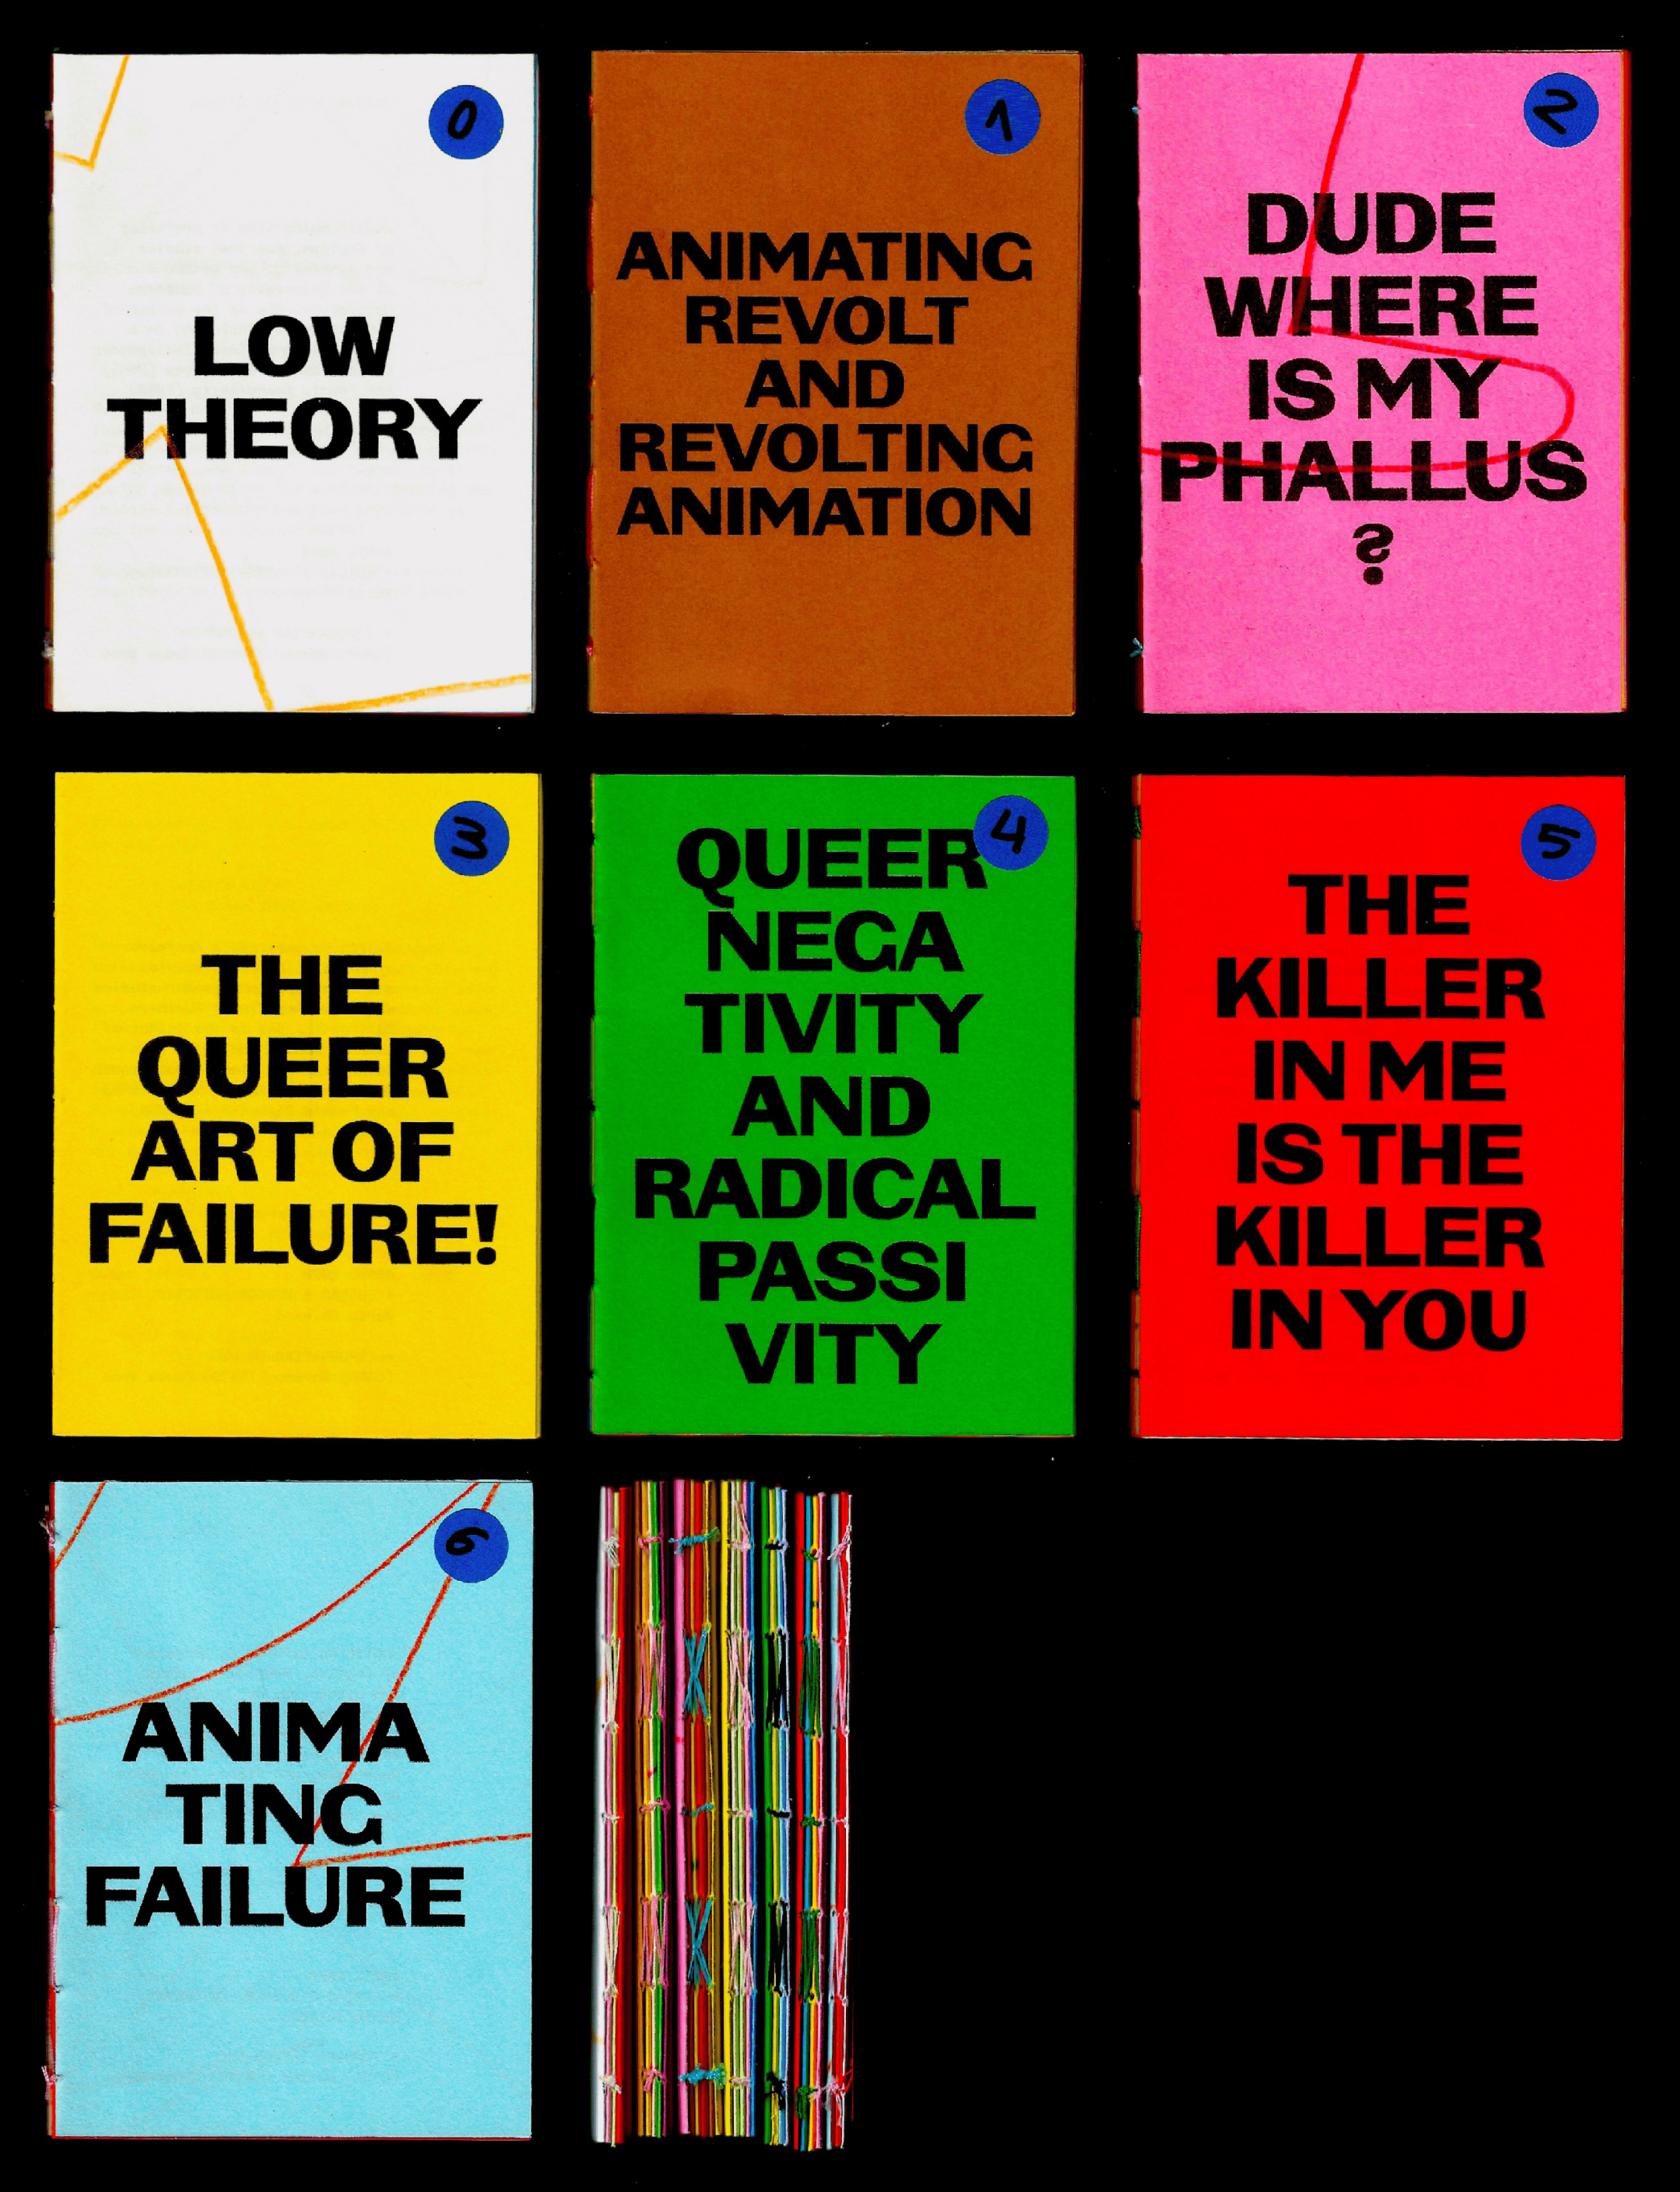 0
LOW
THEORY
1
ANIMATING
REVOLT
AND
REVOLTING
ANIMATION
2
DUDE
WHERE
IS MY
PHALLUS
?
3
THE
QUEER
ART OF
FAILURE!
4
QUEER
NEGA
TIVITY
AND
RADICAL
PASSI
VITY
5
THE
KILLER
IN ME
IS THE
KILLER
IN YOU
6
ANIMA
TING
FAILURE